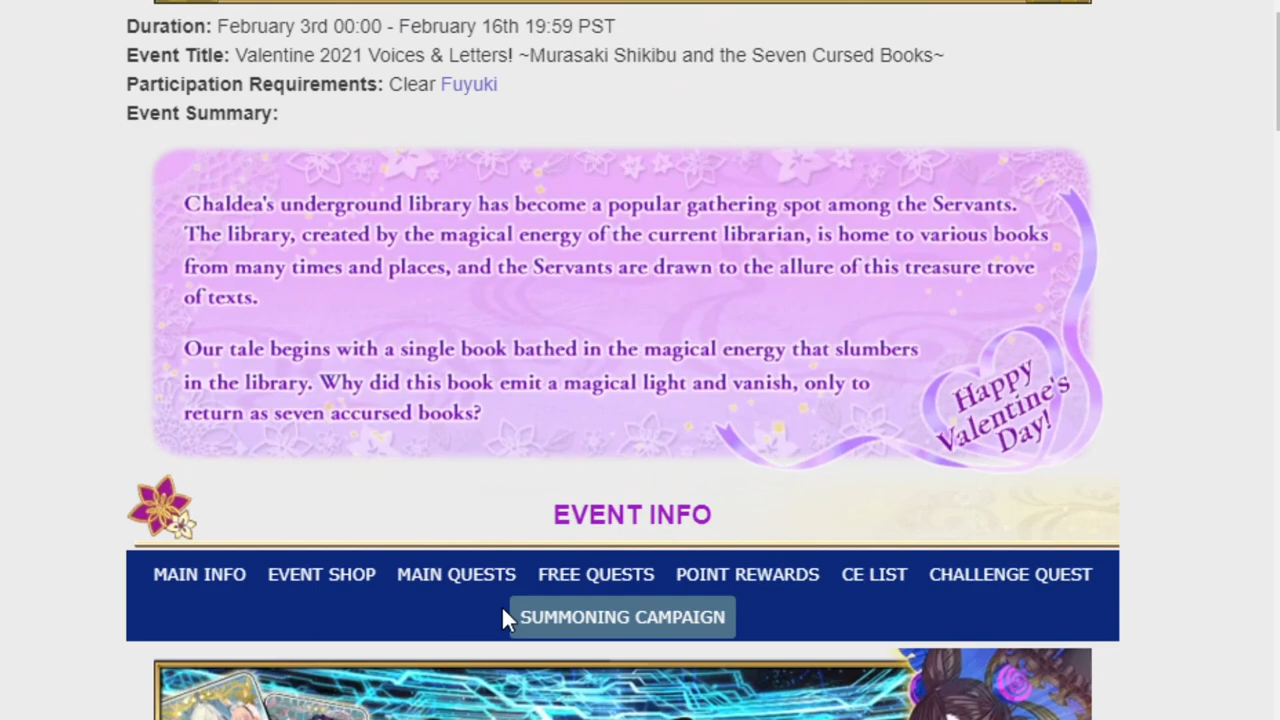 Duration: February 3rd 00:00 - February 16th 19:59 PST
Event Title: Valentine 2021 Voices & Letters! ~Murasaki Shikibu and the Seven Cursed Books~
Participation Requirements: Clear Fuyuki
Event Summary:
Chaldea's underground library has become a popular gathering spot among the Servants.
The library, created by the magical energy of the current librarian, is home to various books
from many times and places, and the Servants are drawn to the allure of this treasure trove
of texts.
Our tale begins with a single book bathed in the magical energy that slumbers
in the library. Why did this book emit a magical light and vanish, only to
return as seven accursed books?
Happy
Valentine's
Day!
EVENT INFO
MAIN INFO EVENT SHOP MAIN QUESTS FREE QUESTS POINT REWARDS CE LIST CHALLENGE QUEST
SUMMONING CAMPAIGN